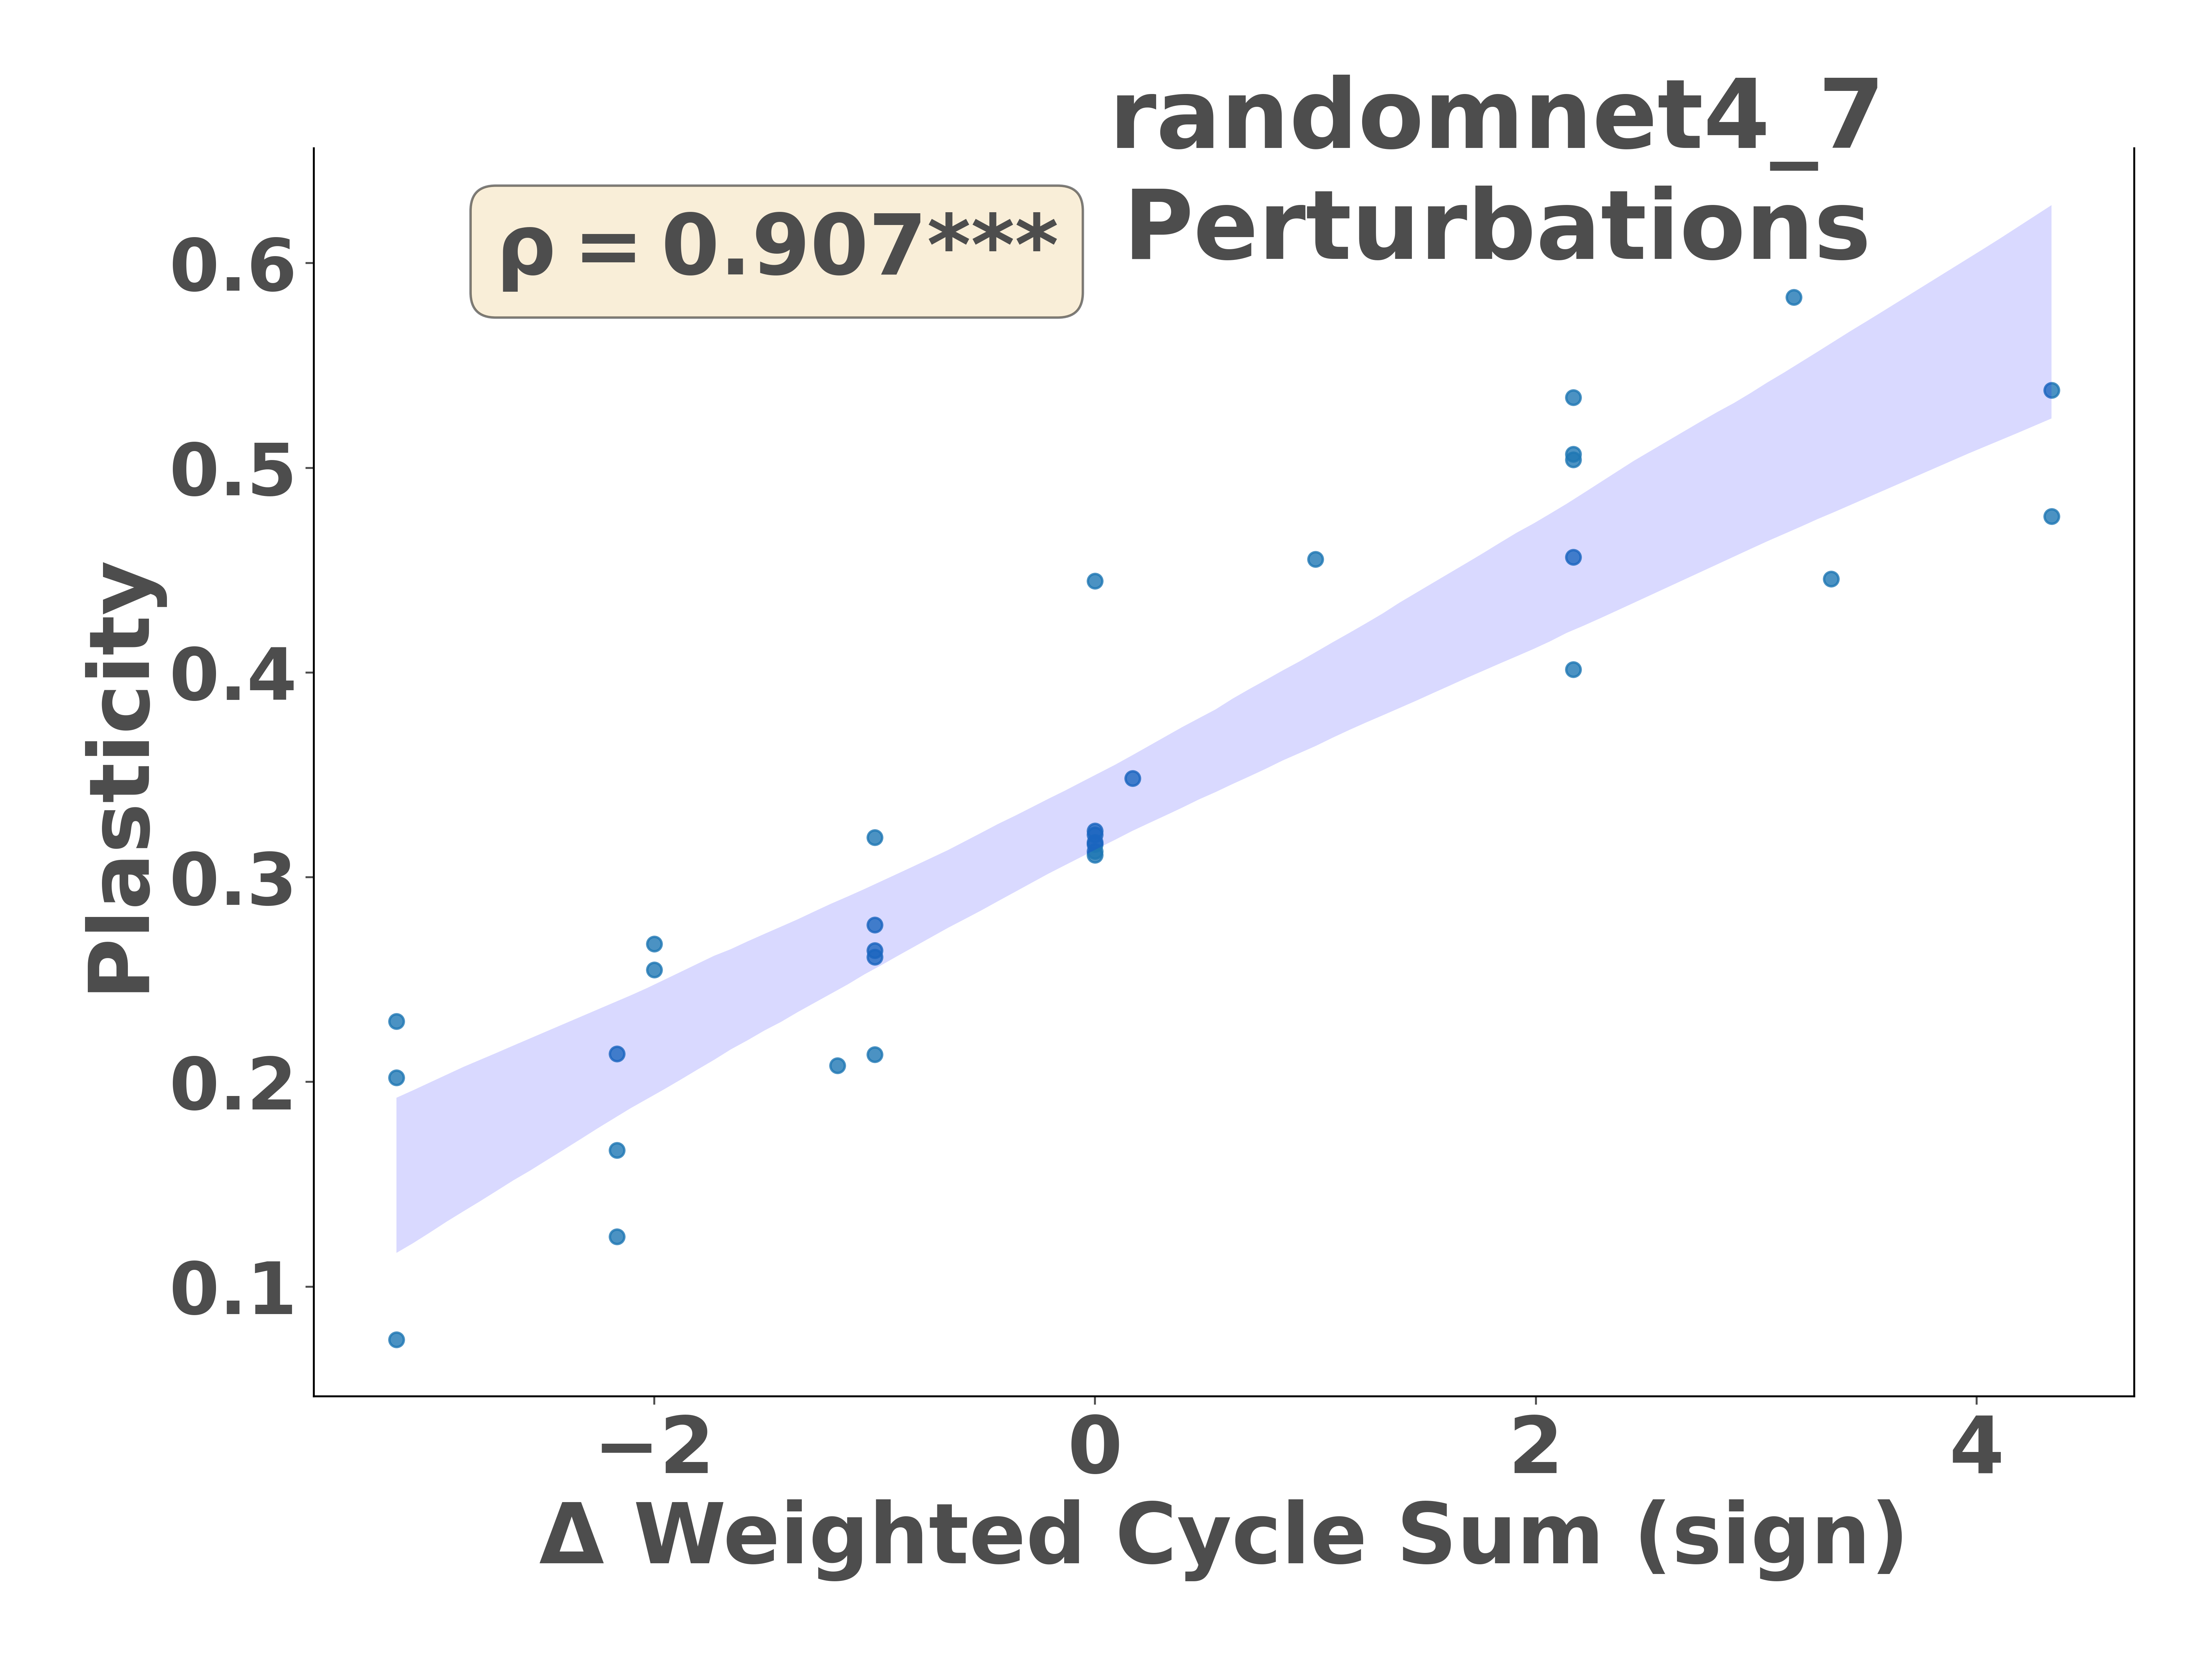 randomnet4_7
Perturbations
ρ = 0.907***
Plasticity
0.6
0.5
0.4
0.3
0.2
0.1
−2 0 2 4
Δ Weighted Cycle Sum (sign)